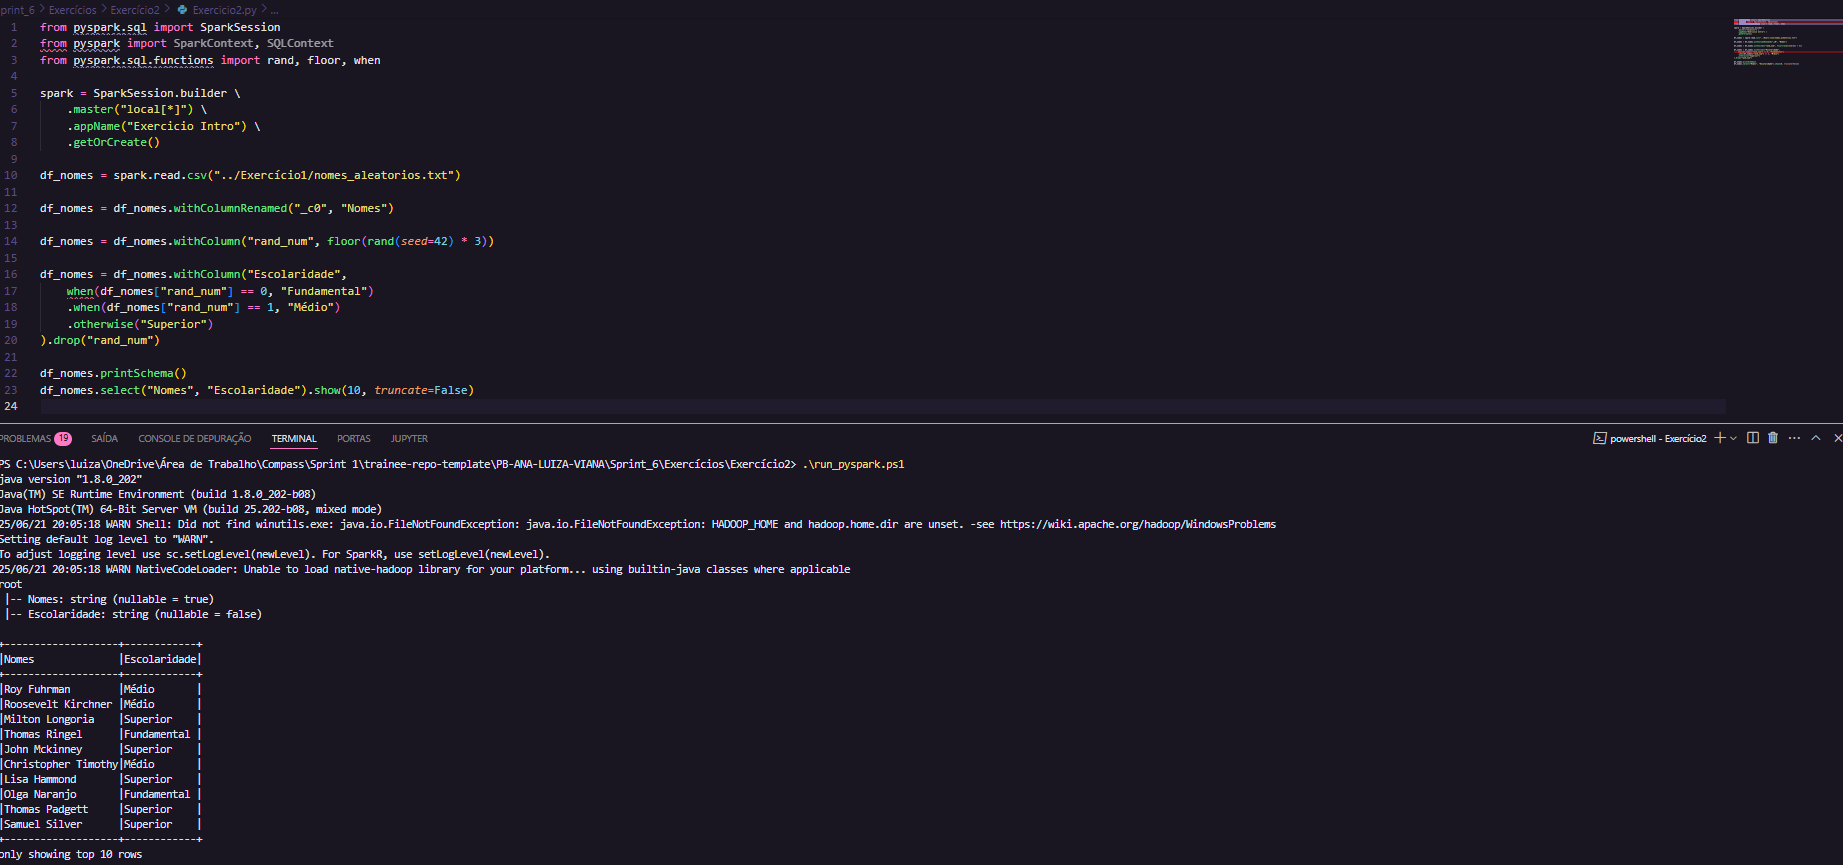 print_6 > Exercícios > Exercício2 > Exercicio2.py > ...
1 from pyspark.sql import SparkSession
2 from pyspark import SparkContext, SQLContext
3 from pyspark.sql.functions import rand, floor, when
4
5 spark = SparkSession.builder \
6     .master("local[*]") \
7     .appName("Exercicio Intro") \
8     .getOrCreate()
9
10 df_nomes = spark.read.csv("../Exercício1/nomes_aleatorios.txt")
11
12 df_nomes = df_nomes.withColumnRenamed("_c0", "Nomes")
13
14 df_nomes = df_nomes.withColumn("rand_num", floor(rand(seed=42) * 3))
15
16 df_nomes = df_nomes.withColumn("Escolaridade",
17     when(df_nomes["rand_num"] == 0, "Fundamental")
18     .when(df_nomes["rand_num"] == 1, "Médio")
19     .otherwise("Superior")
20 ).drop("rand_num")
21
22 df_nomes.printSchema()
23 df_nomes.select("Nomes", "Escolaridade").show(10, truncate=False)
24
PROBLEMAS 19 SAÍDA CONSOLE DE DEPURAÇÃO TERMINAL PORTAS JUPYTER powershell - Exercício2
PS C:\Users\luiza\OneDrive\Área de Trabalho\Compass\Sprint 1\trainee-repo-template\PB-ANA-LUIZA-VIANA\Sprint_6\Exercícios\Exercício2> .\run_pyspark.ps1
java version "1.8.0_202"
Java(TM) SE Runtime Environment (build 1.8.0_202-b08)
Java HotSpot(TM) 64-Bit Server VM (build 25.202-b08, mixed mode)
25/06/21 20:05:18 WARN Shell: Did not find winutils.exe: java.io.FileNotFoundException: java.io.FileNotFoundException: HADOOP_HOME and hadoop.home.dir are unset. -see https://wiki.apache.org/hadoop/WindowsProblems
Setting default log level to "WARN".
To adjust logging level use sc.setLogLevel(newLevel). For SparkR, use setLogLevel(newLevel).
25/06/21 20:05:18 WARN NativeCodeLoader: Unable to load native-hadoop library for your platform... using builtin-java classes where applicable
root
 |-- Nomes: string (nullable = true)
 |-- Escolaridade: string (nullable = false)

+-------------------+------------+
|Nomes              |Escolaridade|
+-------------------+------------+
|Roy Fuhrman        |Médio       |
|Roosevelt Kirchner |Médio       |
|Milton Longoria    |Superior    |
|Thomas Ringel      |Fundamental |
|John Mckinney      |Superior    |
|Christopher Timothy|Médio       |
|Lisa Hammond       |Superior    |
|Olga Naranjo       |Fundamental |
|Thomas Padgett     |Superior    |
|Samuel Silver      |Superior    |
+-------------------+------------+
only showing top 10 rows